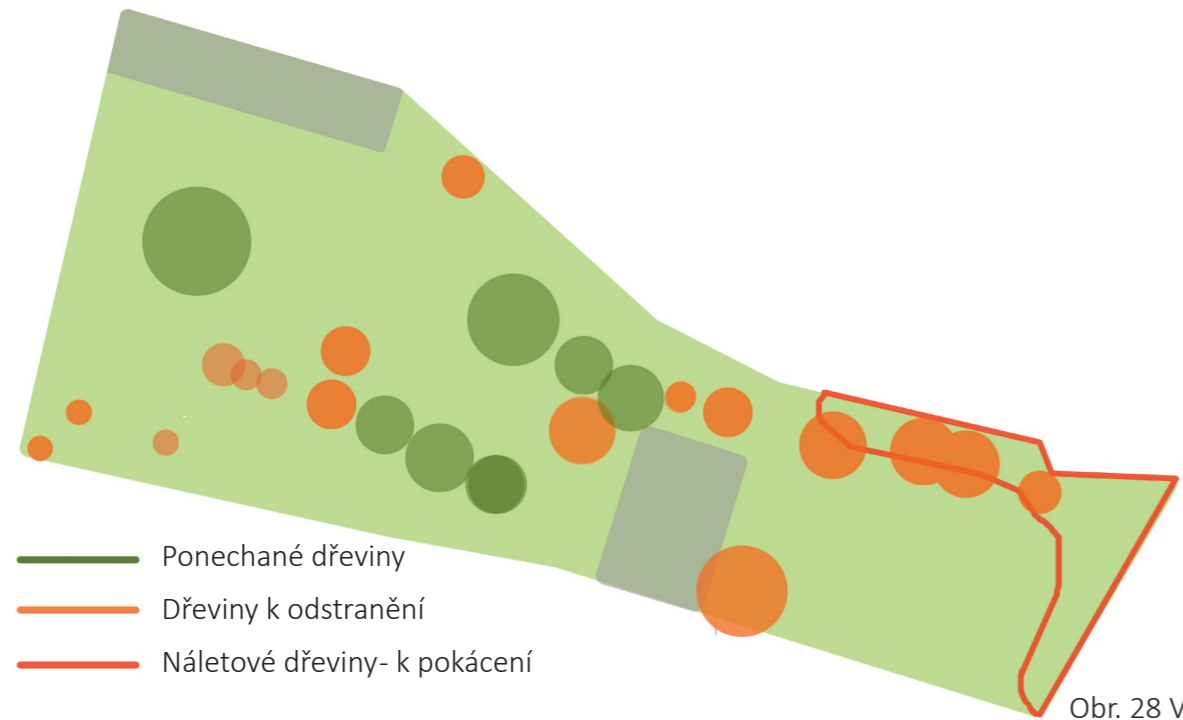 Ponechané dřeviny
Dřeviny k odstranění
Náletové dřeviny- k pokácení
Obr. 28 V